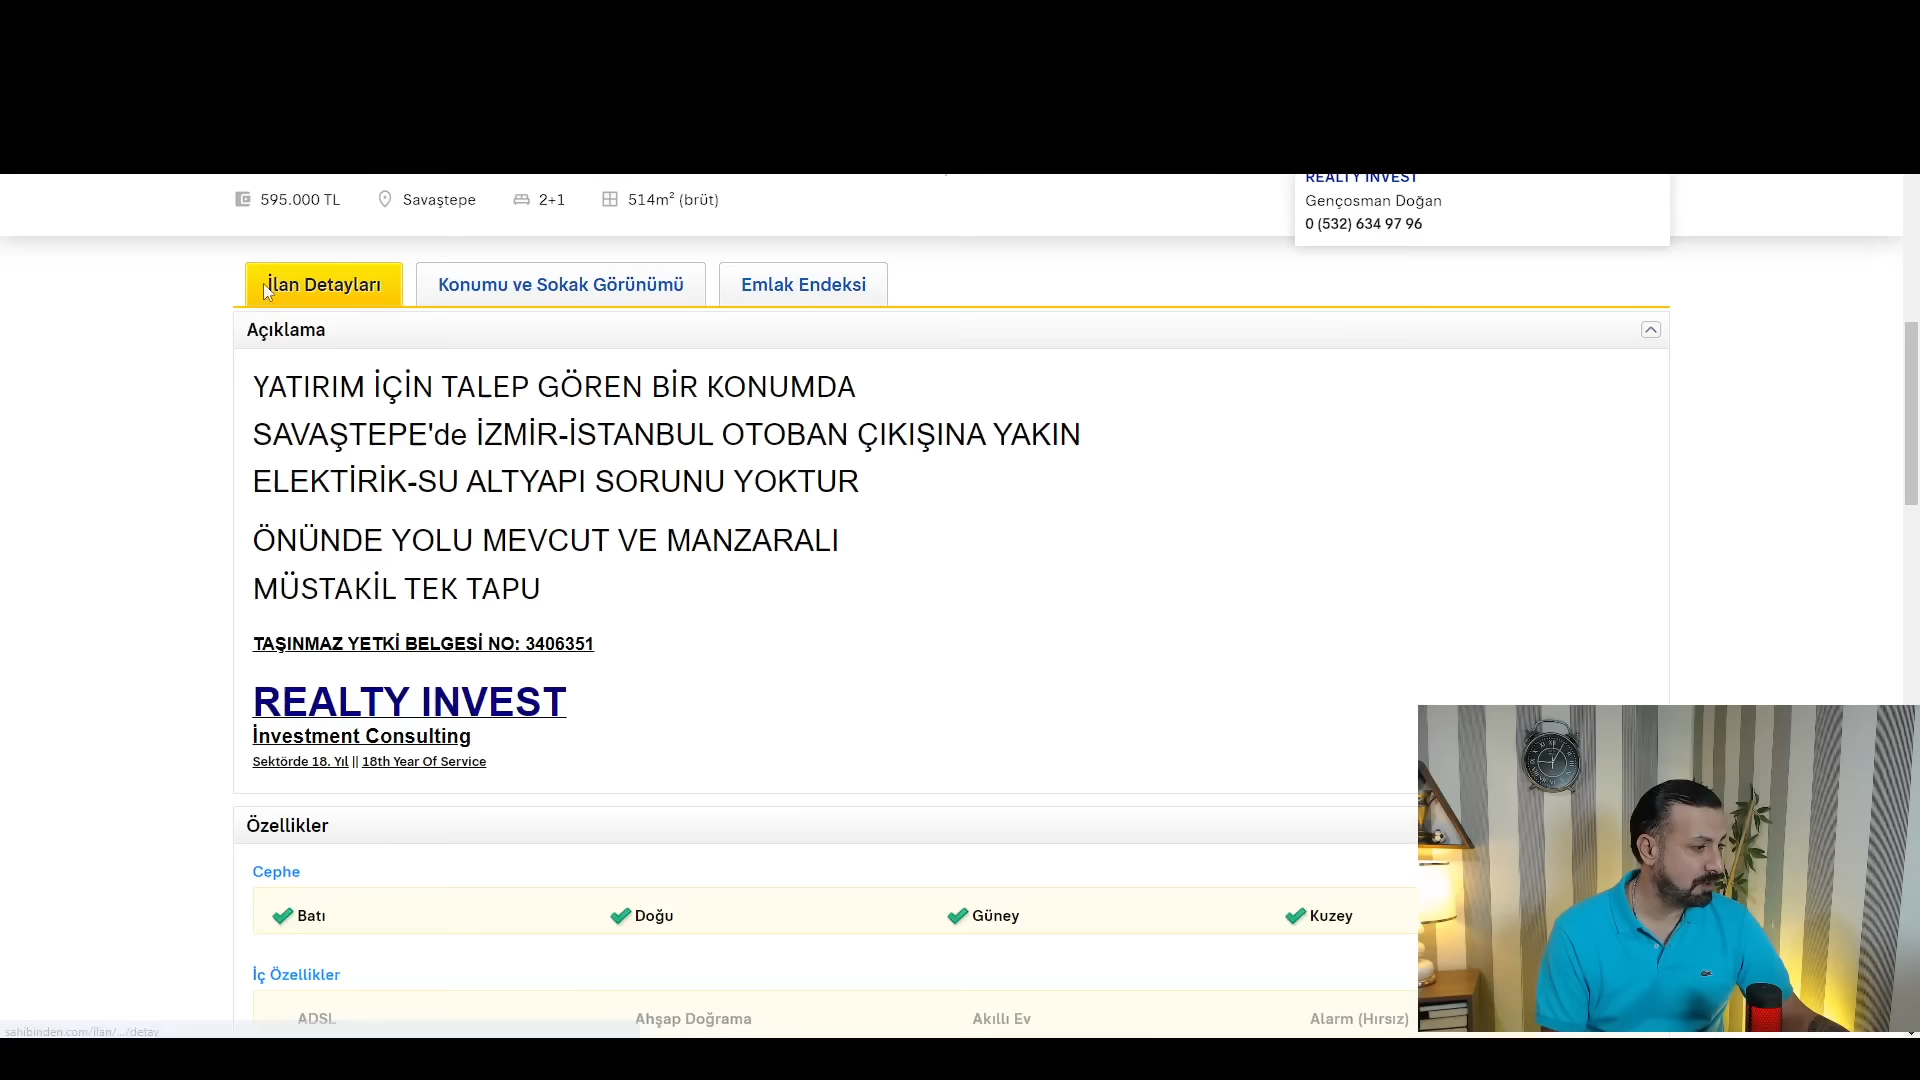 REALTY INVEST
595.000 TL Savaştepe 2+1 514m² (brüt)
Gençosman Doğan
0 (532) 634 97 96
İlan Detayları Konumu ve Sokak Görünümü Emlak Endeksi
Açıklama
YATIRIM İÇİN TALEP GÖREN BİR KONUMDA
SAVAŞTEPE'de İZMİR-İSTANBUL OTOBAN ÇIKIŞINA YAKIN
ELEKTİRİK-SU ALTYAPI SORUNU YOKTUR
ÖNÜNDE YOLU MEVCUT VE MANZARALI
MÜSTAKİL TEK TAPU
TAŞINMAZ YETKİ BELGESİ NO: 3406351
REALTY INVEST
İnvestment Consulting
Sektörde 18. Yıl || 18th Year Of Service
Özellikler
Cephe
Batı Doğu Güney Kuzey
İç Özellikler
ADSL Ahşap Doğrama Akıllı Ev Alarm (Hırsız)
sahibinden.com/ilan/.../detay